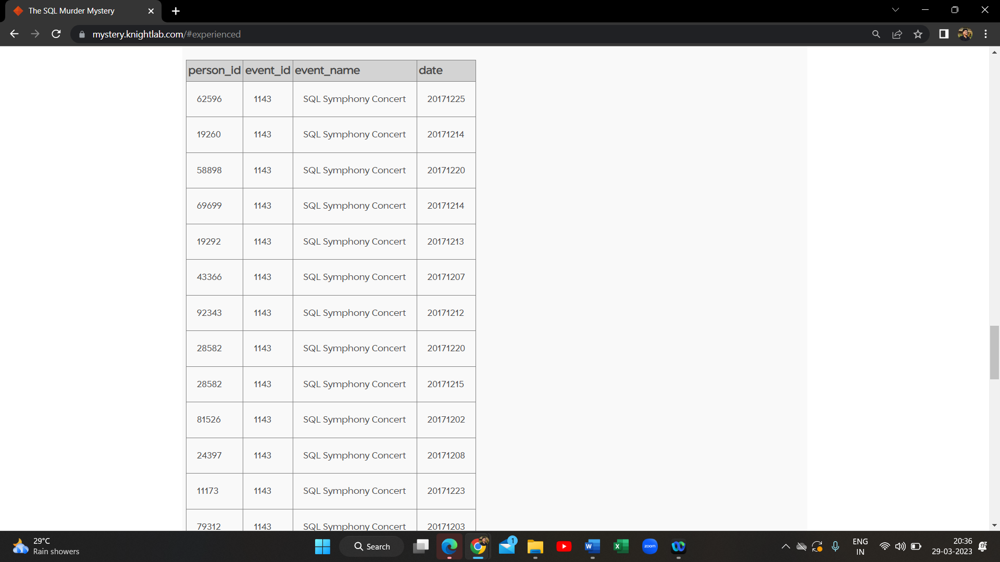 The SQL Murder Mystery
mystery.knightlab.com/#experienced
person_id event_id event_name date
62596 1143 SQL Symphony Concert 20171225
19260 1143 SQL Symphony Concert 20171214
58898 1143 SQL Symphony Concert 20171220
69699 1143 SQL Symphony Concert 20171214
19292 1143 SQL Symphony Concert 20171213
43366 1143 SQL Symphony Concert 20171207
92343 1143 SQL Symphony Concert 20171212
28582 1143 SQL Symphony Concert 20171220
28582 1143 SQL Symphony Concert 20171215
81526 1143 SQL Symphony Concert 20171202
24397 1143 SQL Symphony Concert 20171208
11173 1143 SQL Symphony Concert 20171223
79312 1143 SQL Symphony Concert 20171203
29°C
Rain showers
Search
1
W
X
zoom
ENG
IN
20:36
29-03-2023